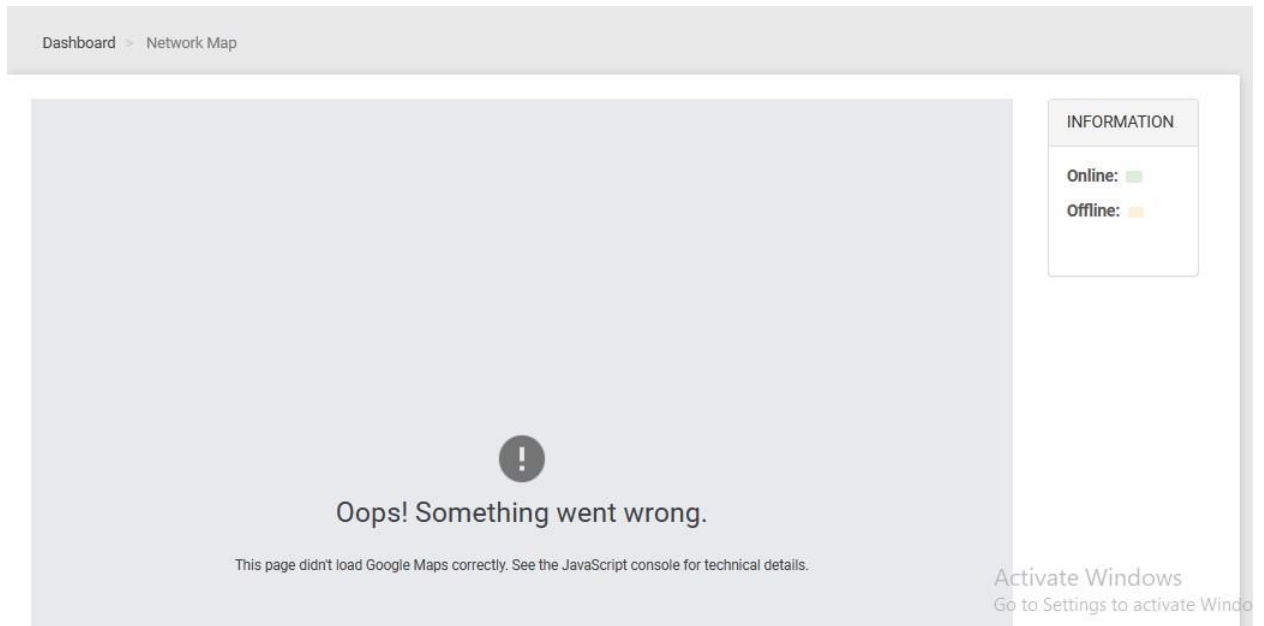 Dashboard > Network Map
INFORMATION
Online:
Offline:
Oops! Something went wrong.
This page didn't load Google Maps correctly. See the JavaScript console for technical details.
Activate Windows
Go to Settings to activate Windo